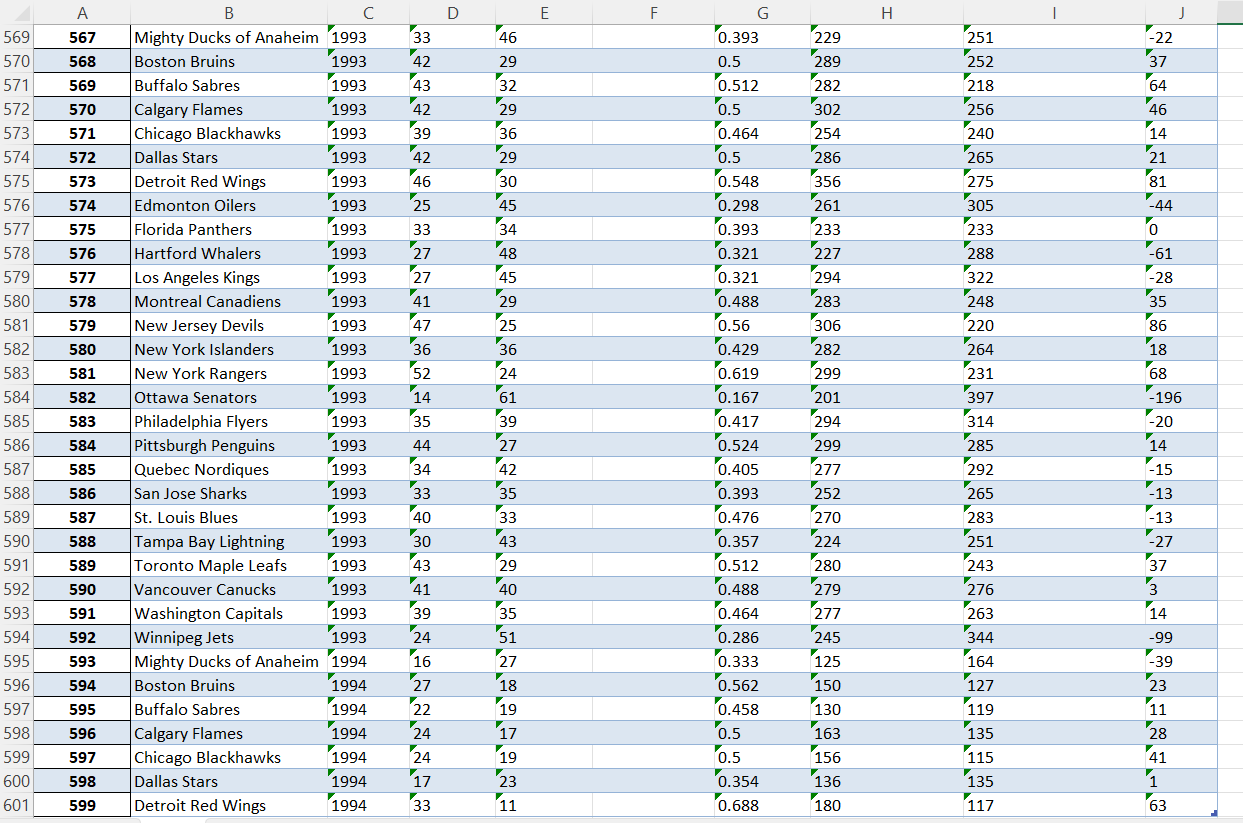 A B C D E F G H I J
569 567 Mighty Ducks of Anaheim 1993 33 46 0.393 229 251 -22
570 568 Boston Bruins 1993 42 29 0.5 289 252 37
571 569 Buffalo Sabres 1993 43 32 0.512 282 218 64
572 570 Calgary Flames 1993 42 29 0.5 302 256 46
573 571 Chicago Blackhawks 1993 39 36 0.464 254 240 14
574 572 Dallas Stars 1993 42 29 0.5 286 265 21
575 573 Detroit Red Wings 1993 46 30 0.548 356 275 81
576 574 Edmonton Oilers 1993 25 45 0.298 261 305 -44
577 575 Florida Panthers 1993 33 34 0.393 233 233 0
578 576 Hartford Whalers 1993 27 48 0.321 227 288 -61
579 577 Los Angeles Kings 1993 27 45 0.321 294 322 -28
580 578 Montreal Canadiens 1993 41 29 0.488 283 248 35
581 579 New Jersey Devils 1993 47 25 0.56 306 220 86
582 580 New York Islanders 1993 36 36 0.429 282 264 18
583 581 New York Rangers 1993 52 24 0.619 299 231 68
584 582 Ottawa Senators 1993 14 61 0.167 201 397 -196
585 583 Philadelphia Flyers 1993 35 39 0.417 294 314 -20
586 584 Pittsburgh Penguins 1993 44 27 0.524 299 285 14
587 585 Quebec Nordiques 1993 34 42 0.405 277 292 -15
588 586 San Jose Sharks 1993 33 35 0.393 252 265 -13
589 587 St. Louis Blues 1993 40 33 0.476 270 283 -13
590 588 Tampa Bay Lightning 1993 30 43 0.357 224 251 -27
591 589 Toronto Maple Leafs 1993 43 29 0.512 280 243 37
592 590 Vancouver Canucks 1993 41 40 0.488 279 276 3
593 591 Washington Capitals 1993 39 35 0.464 277 263 14
594 592 Winnipeg Jets 1993 24 51 0.286 245 344 -99
595 593 Mighty Ducks of Anaheim 1994 16 27 0.333 125 164 -39
596 594 Boston Bruins 1994 27 18 0.562 150 127 23
597 595 Buffalo Sabres 1994 22 19 0.458 130 119 11
598 596 Calgary Flames 1994 24 17 0.5 163 135 28
599 597 Chicago Blackhawks 1994 24 19 0.5 156 115 41
600 598 Dallas Stars 1994 17 23 0.354 136 135 1
601 599 Detroit Red Wings 1994 33 11 0.688 180 117 63